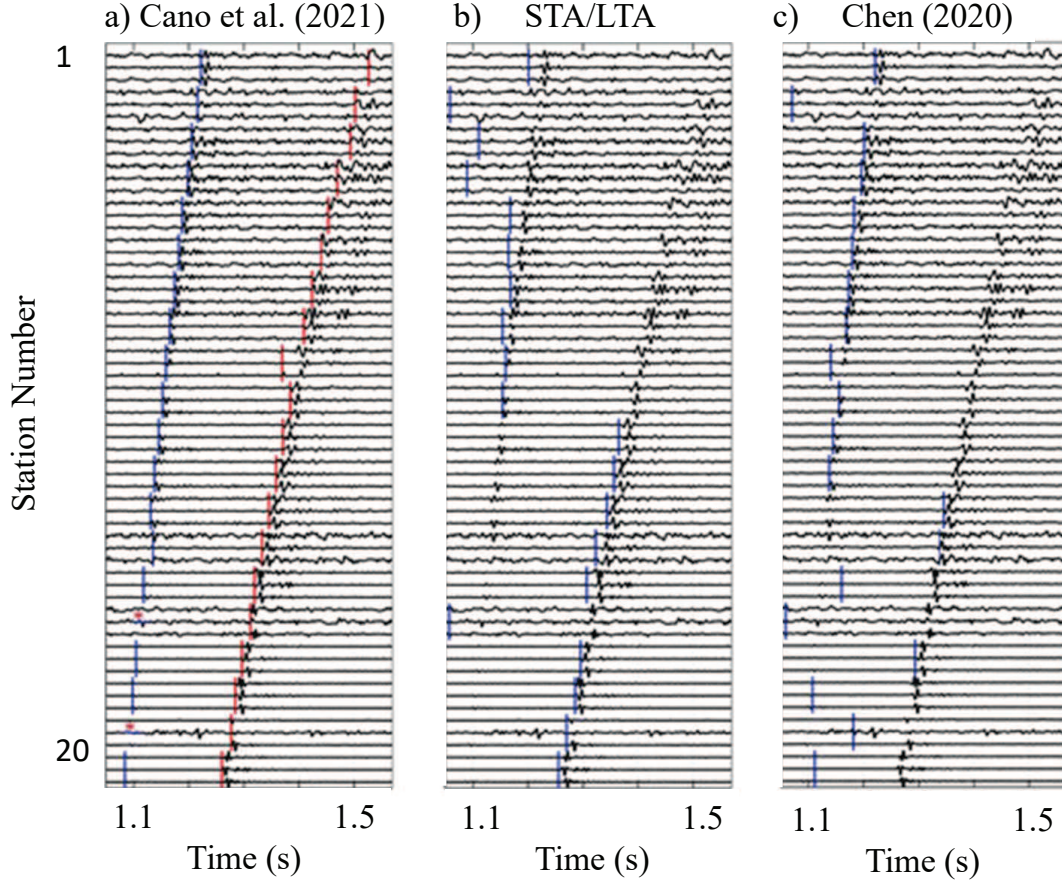 a) Cano et al. (2021)
b) STA/LTA
c) Chen (2020)
1
Station Number
20
1.1 1.5
1.1 1.5
1.1 1.5
Time (s)
Time (s)
Time (s)